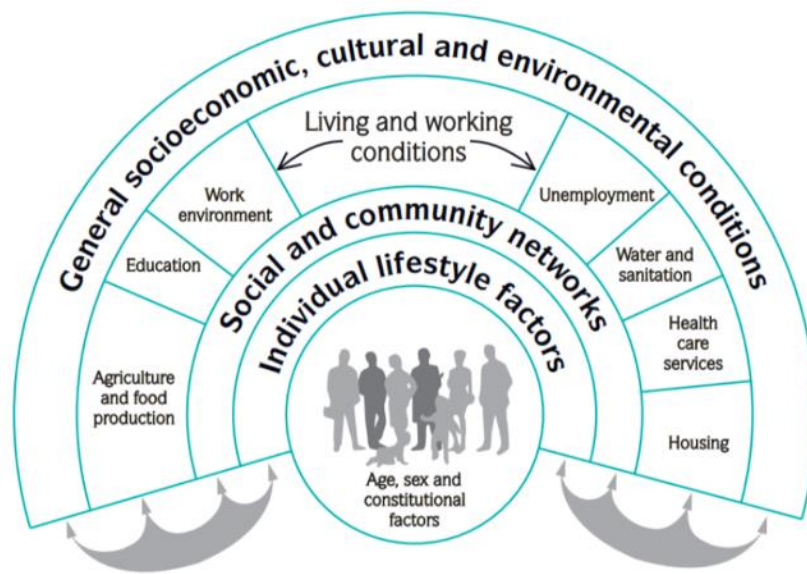 General socioeconomic, cultural and environmental conditions
Living and working
conditions
Work
environment
Unemployment
Education
Water and
sanitation
Agriculture
and food
production
Health
care
services
Housing
Social and community networks
Individual lifestyle factors
Age, sex and
constitutional
factors